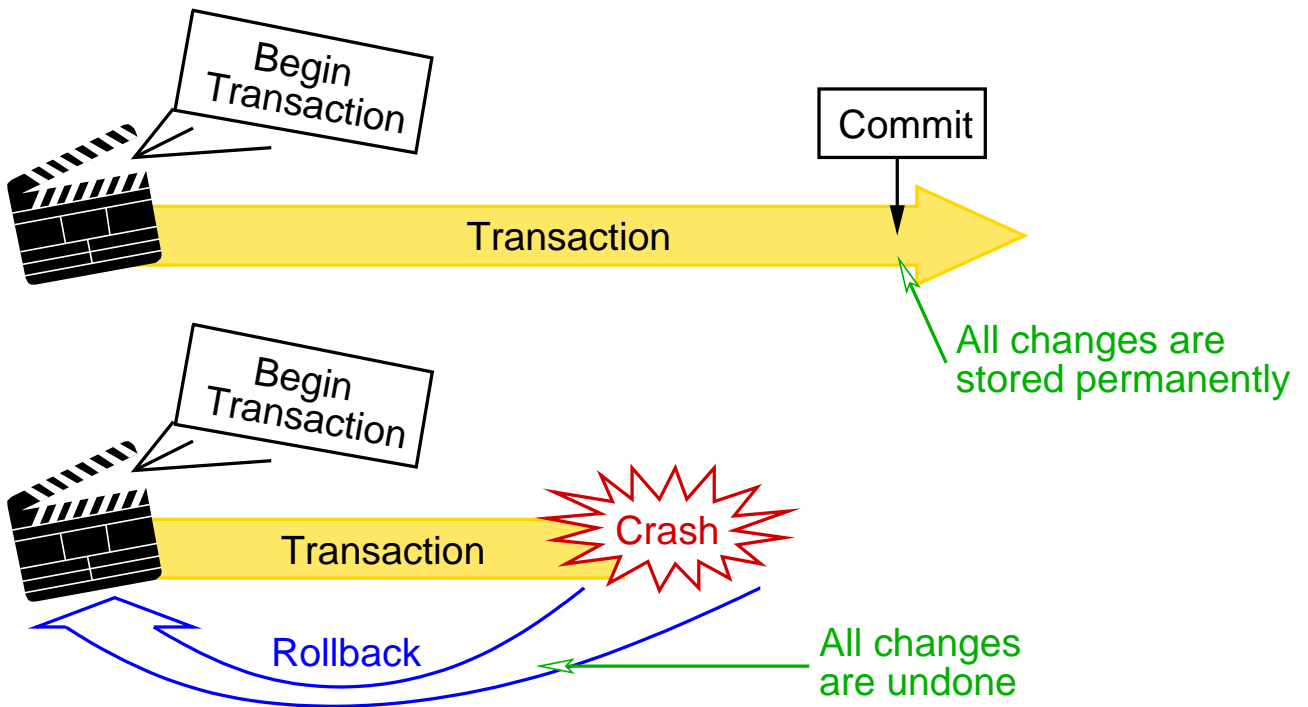 Begin
Transaction
Commit
Transaction
All changes are
stored permanently
Begin
Transaction
Crash
Transaction
Rollback
All changes
are undone